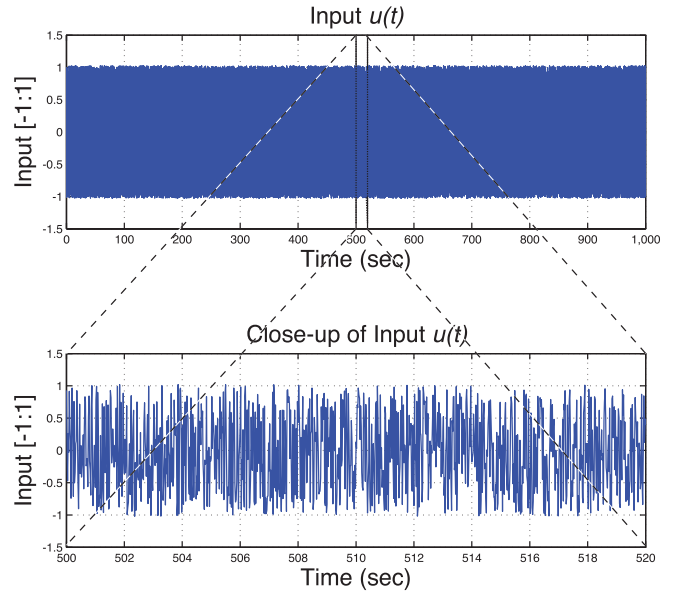 Input u(t)
1.5
1
0.5
0
-0.5
-1
-1.5
Input [-1:1]
0 100 200 300 400 500 600 700 800 900 1,000
Time (sec)
Close-up of Input u(t)
1.5
1
0.5
0
-0.5
-1
-1.5
Input [-1:1]
500 502 504 506 508 510 512 514 516 518 520
Time (sec)